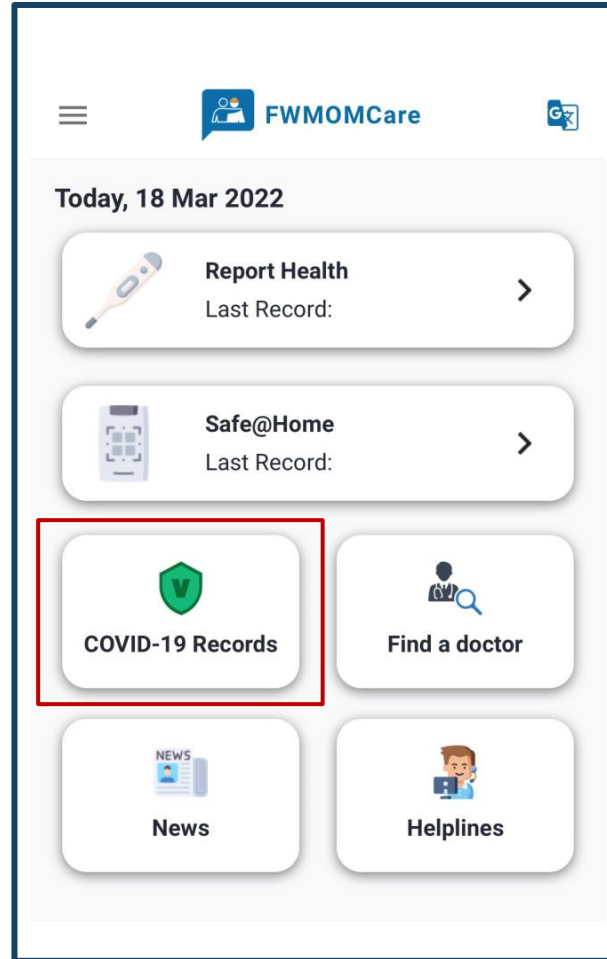 FWMOMCare
Today, 18 Mar 2022
Report Health
Last Record:
Safe@Home
Last Record:
V
COVID-19 Records
Find a doctor
NEWS
News
Helplines